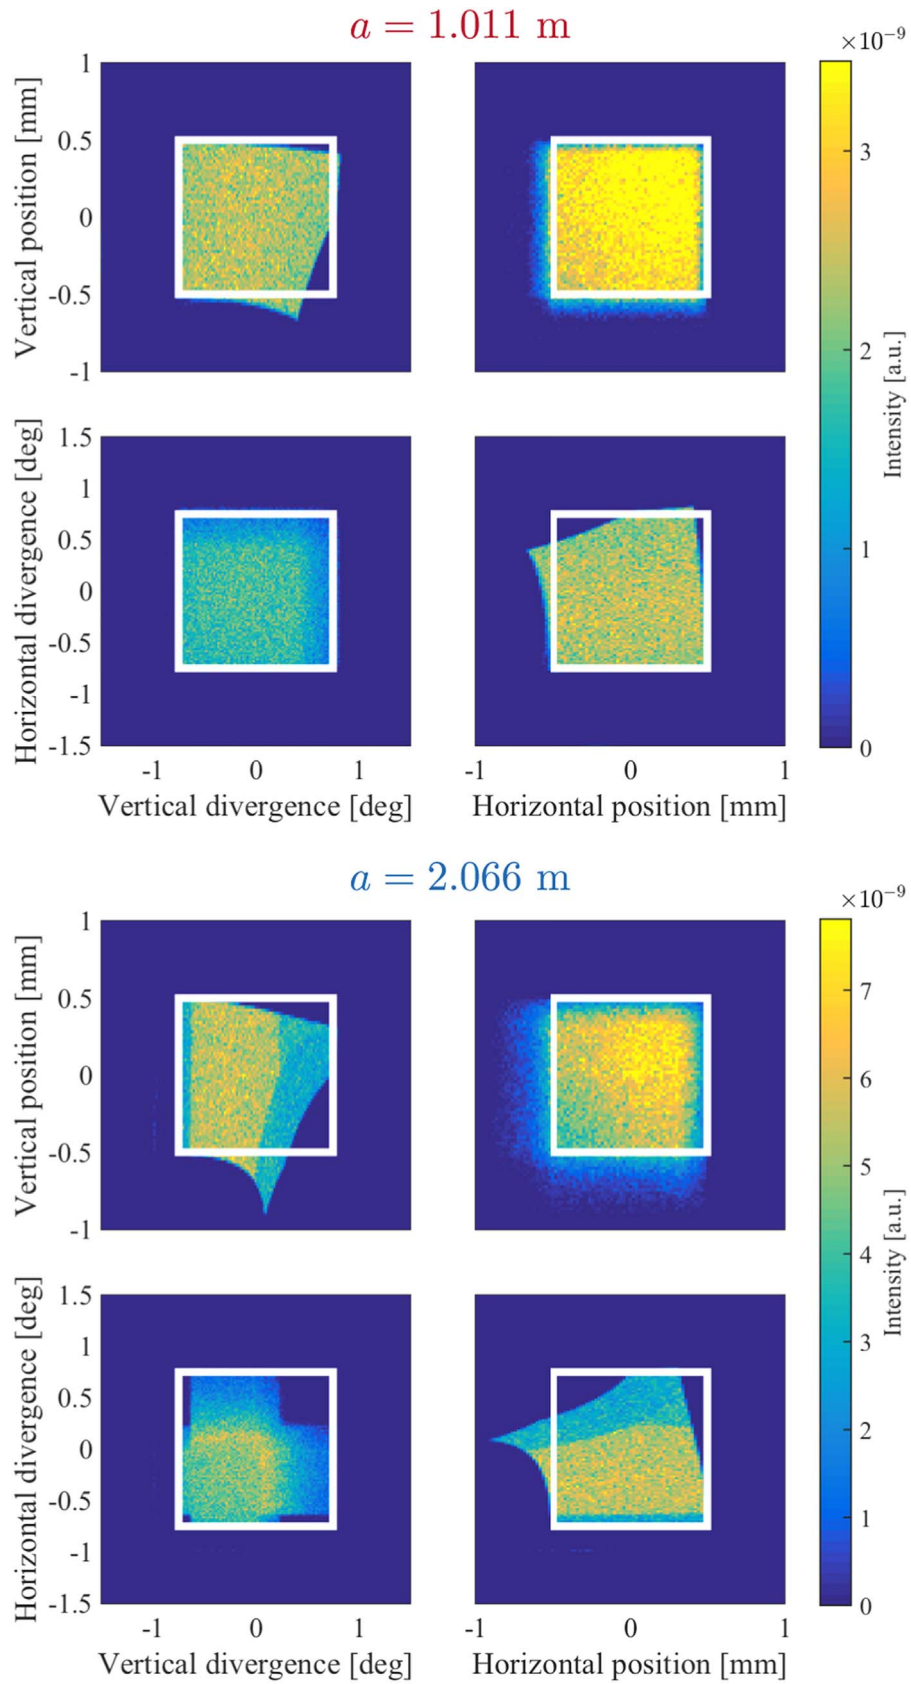 a = 1.011 m
×10⁻⁹
1
0.5
0
-0.5
-1
Vertical position [mm]
3
2
1
0
Intensity [a.u.]
1.5
1
0.5
0
-0.5
-1
-1.5
Horizontal divergence [deg]
-1 0 1
-1 0 1
Vertical divergence [deg] Horizontal position [mm]
a = 2.066 m
×10⁻⁹
1
0.5
0
-0.5
-1
Vertical position [mm]
7
6
5
4
3
2
1
0
Intensity [a.u.]
1.5
1
0.5
0
-0.5
-1
-1.5
Horizontal divergence [deg]
-1 0 1
-1 0 1
Vertical divergence [deg] Horizontal position [mm]